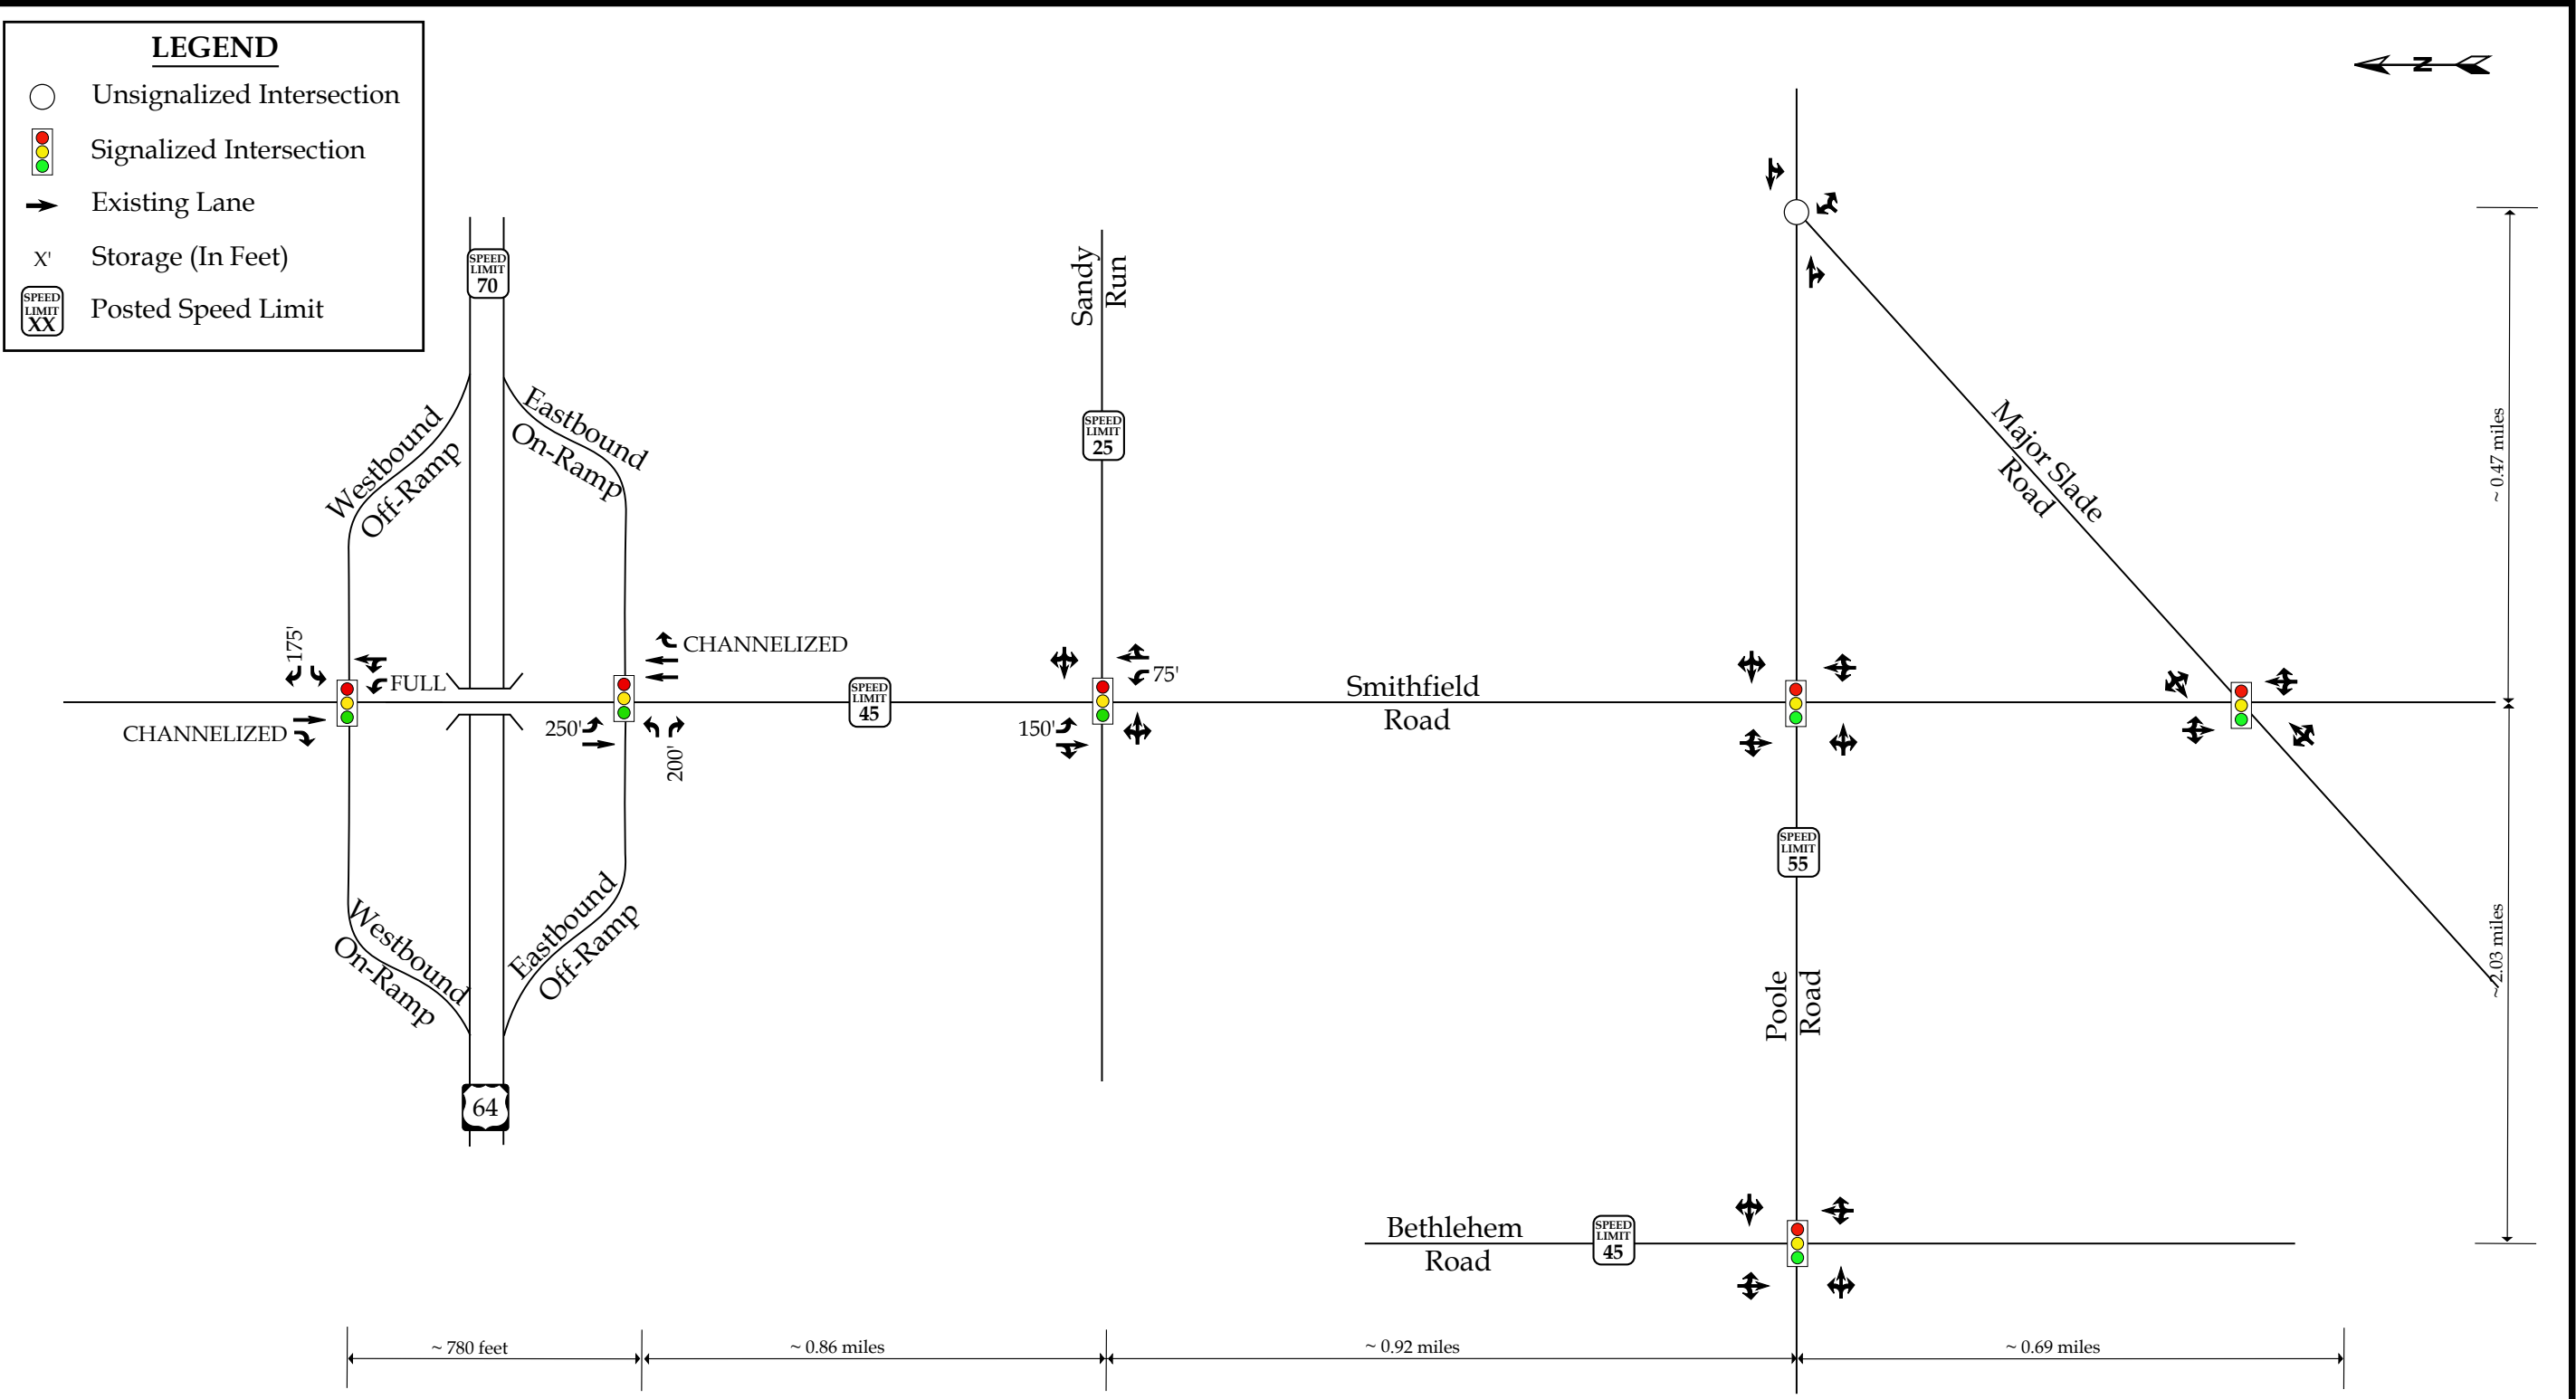 LEGEND
Unsignalized Intersection
Signalized Intersection
Existing Lane
X'
Storage (In Feet)
SPEED
LIMIT
XX
Posted Speed Limit
N
SPEED
LIMIT
70
Westbound
Off-Ramp
Eastbound
On-Ramp
Sandy
Run
SPEED
LIMIT
25
Major Slade
Road
~ 0.47 miles
175'
FULL
CHANNELIZED
CHANNELIZED
250'
200'
SPEED
LIMIT
45
150'
75'
Smithfield
Road
SPEED
LIMIT
55
Westbound
On-Ramp
Eastbound
Off-Ramp
64
Poole
Road
~ 2.03 miles
Bethlehem
Road
SPEED
LIMIT
45
~ 780 feet
~ 0.86 miles
~ 0.92 miles
~ 0.69 miles